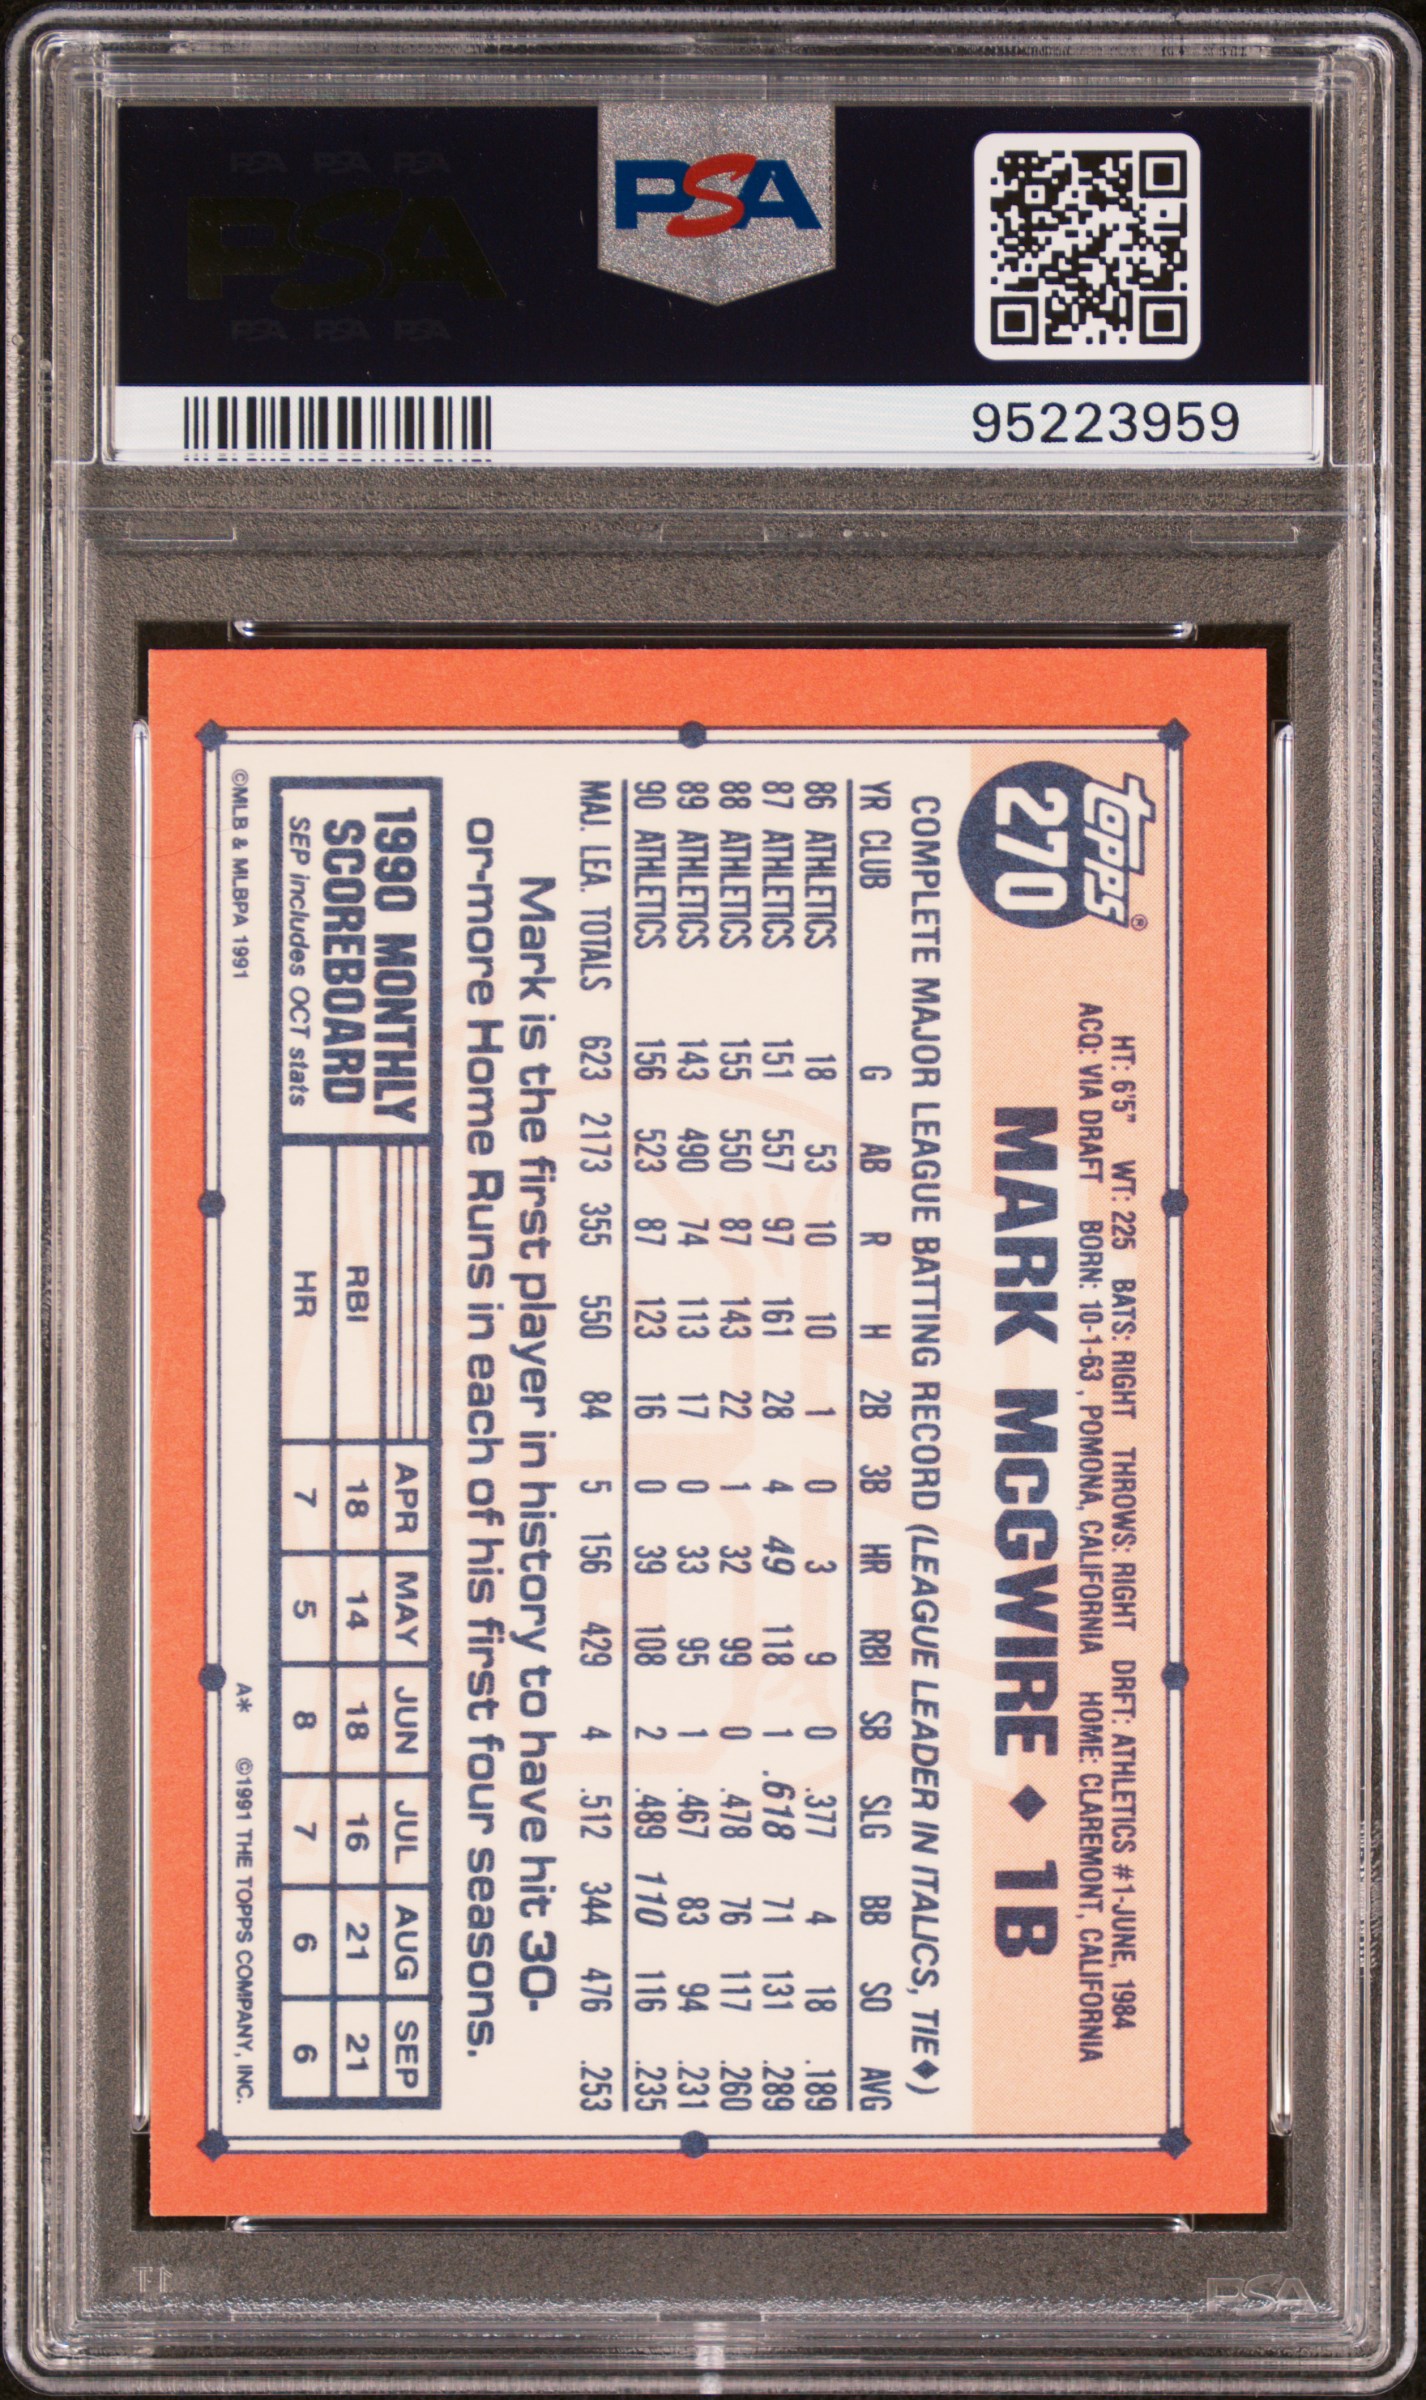 PSA PSA PSA
PSA
PSA PSA PSA
PSA
95223959
topps®
270
HT: 6'5" WT: 225 BATS: RIGHT THROWS: RIGHT DRFT: ATHLETICS #1-JUNE, 1984
ACQ: VIA DRAFT BORN: 10-1-63, POMONA, CALIFORNIA HOME: CLAREMONT, CALIFORNIA
MARK McGWIRE ♦ 1B
COMPLETE MAJOR LEAGUE BATTING RECORD (LEAGUE LEADER IN ITALICS, TIE♦)
YR CLUB G AB R H 2B 3B HR RBI SB SLG BB SO AVG
86 ATHLETICS 18 53 10 10 1 0 3 9 0 .377 4 18 .189
87 ATHLETICS 151 557 97 161 28 4 49 118 1 .618 71 131 .289
88 ATHLETICS 155 550 87 143 22 1 32 99 0 .478 76 117 .260
89 ATHLETICS 143 490 74 113 17 0 33 95 1 .467 83 94 .231
90 ATHLETICS 156 523 87 123 16 0 39 108 2 .489 110 116 .235
MAJ. LEA. TOTALS 623 2173 355 550 84 5 156 429 4 .512 344 476 .253
Mark is the first player in history to have hit 30-
or-more Home Runs in each of his first four seasons.
1990 MONTHLY
SCOREBOARD
SEP includes OCT stats
APR MAY JUN JUL AUG SEP
RBI 18 14 18 16 21 21
HR 7 5 8 7 6 6
©MLB & MLBPA 1991 A* ©1991 THE TOPPS COMPANY, INC.
PSA